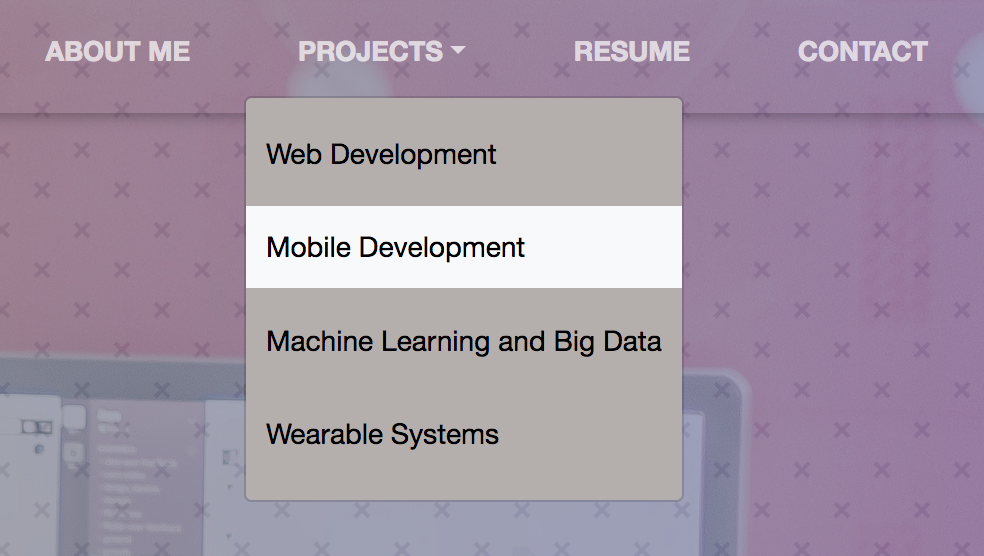 ABOUT ME PROJECTS RESUME CONTACT
Web Development
Mobile Development
Machine Learning and Big Data
Wearable Systems